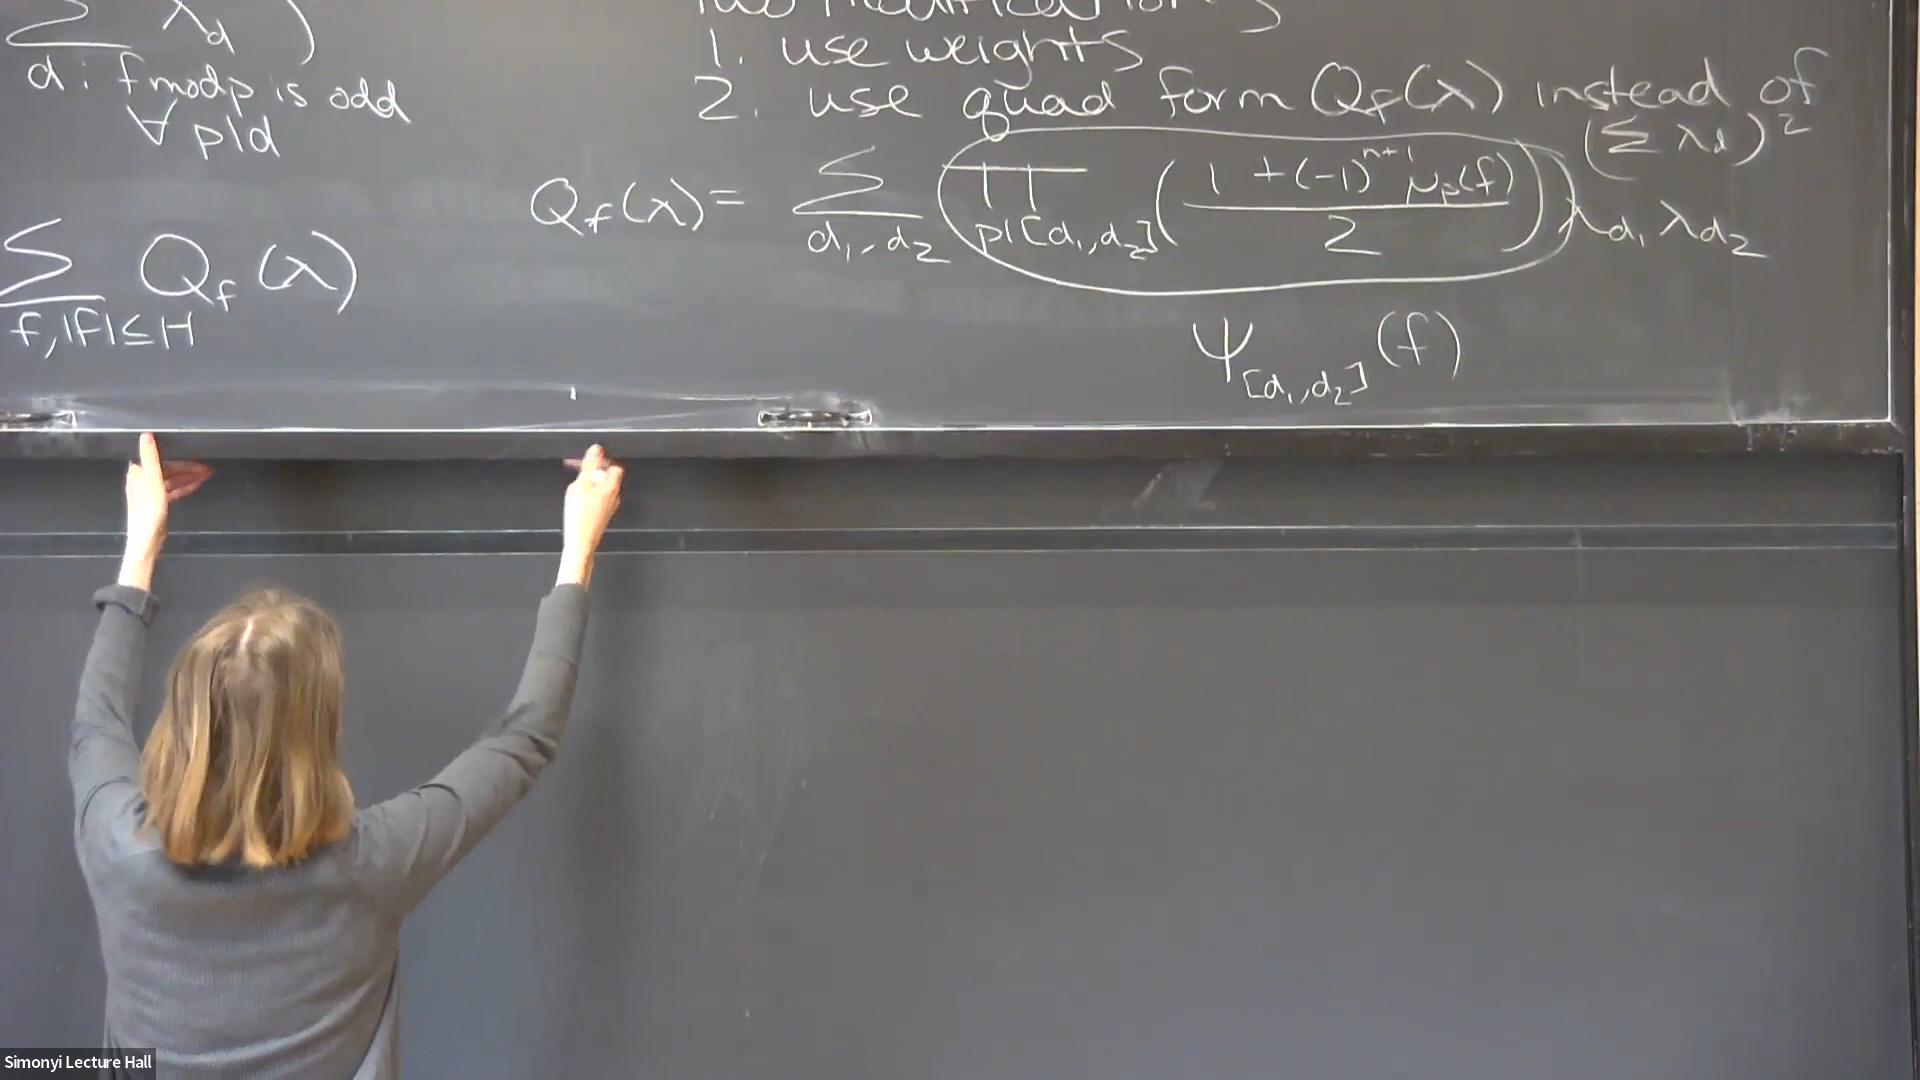 Σ λ_d )
d : f mod p is odd
∀ p|d
Σ Q_f (λ)
f, |f| ≤ H
1. use weights
2. use quad form Q_f(λ) instead of
(Σ λ_d)^2
Q_f(λ) = Σ_{d_1, d_2} ( Π_{p|[d_1,d_2]} ( (1 + (-1)^{n+1} μ_p(f)) / 2 ) ) λ_{d_1} λ_{d_2}
ψ_{[d_1,d_2]} (f)
Simonyi Lecture Hall